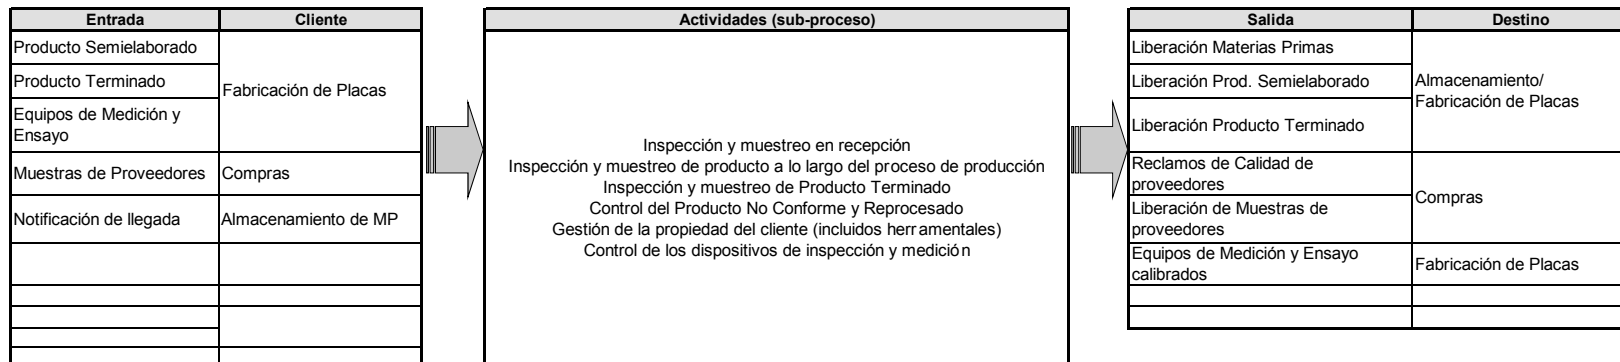 Entrada
Cliente
Producto Semielaborado
Producto Terminado
Equipos de Medición y
Ensayo
Fabricación de Placas
Muestras de Proveedores
Compras
Notificación de llegada
Almacenamiento de MP
Actividades (sub-proceso)
Inspección y muestreo en recepción
Inspección y muestreo de producto a lo largo del proceso de producción
Inspección y muestreo de Producto Terminado
Control del Producto No Conforme y Reprocesado
Gestión de la propiedad del cliente (incluidos herramentales)
Control de los dispositivos de inspección y medición
Salida
Destino
Liberación Materias Primas
Liberación Prod. Semielaborado
Liberación Producto Terminado
Almacenamiento/
Fabricación de Placas
Reclamos de Calidad de
proveedores
Liberación de Muestras de
proveedores
Compras
Equipos de Medición y Ensayo
calibrados
Fabricación de Placas